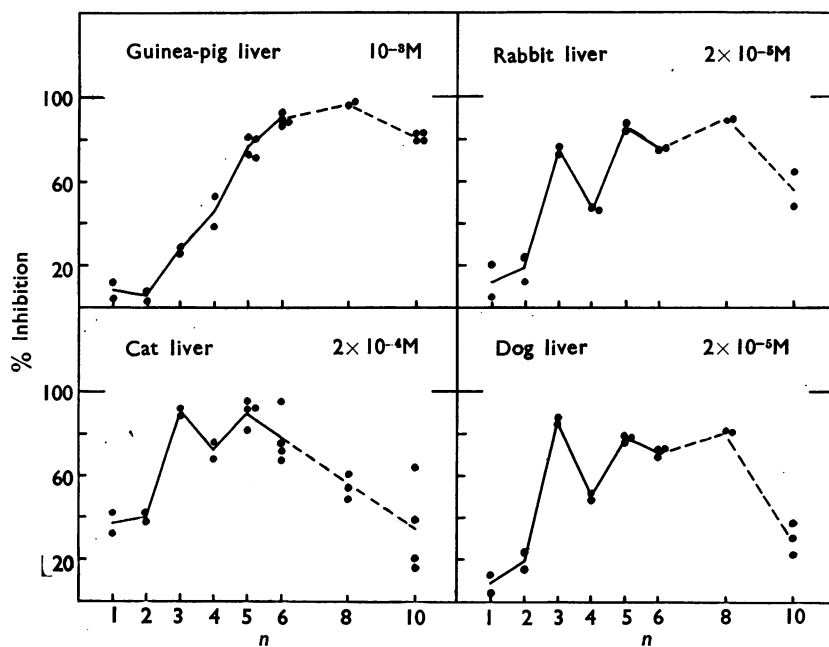 Guinea-pig liver 10⁻³M
Rabbit liver 2 × 10⁻⁵M
100
60
20
% Inhibition
Cat liver 2 × 10⁻⁴M
Dog liver 2 × 10⁻⁵M
100
60
20
1 2 3 4 5 6 8 10
n
1 2 3 4 5 6 8 10
n